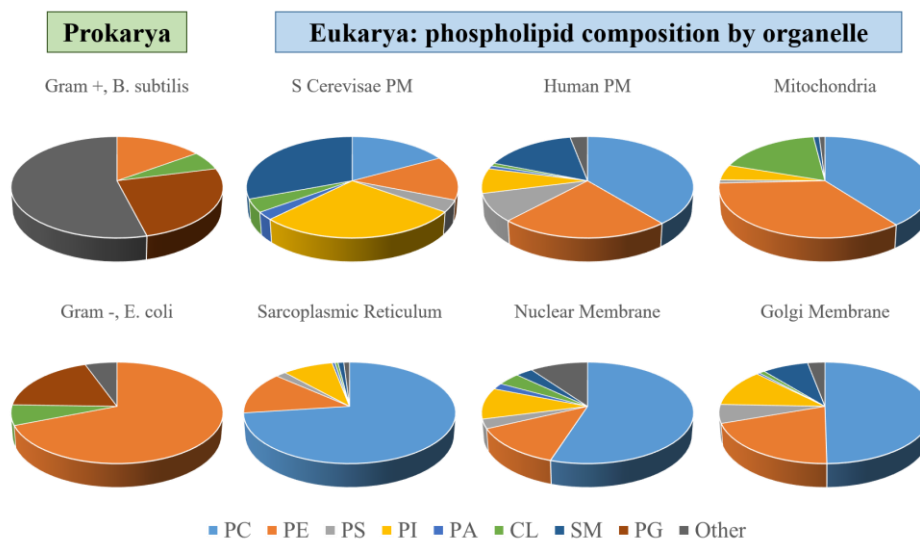 Prokarya
Eukarya: phospholipid composition by organelle
Gram +, B. subtilis
S Cerevisae PM
Human PM
Mitochondria
Gram -, E. coli
Sarcoplasmic Reticulum
Nuclear Membrane
Golgi Membrane
PC PE PS PI PA CL SM PG Other